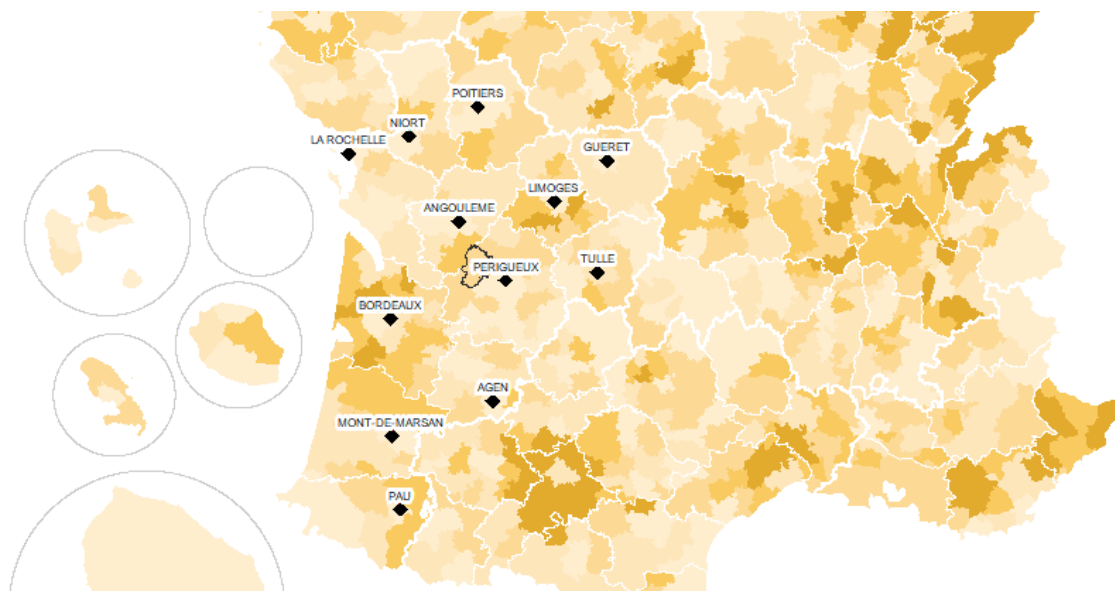 POITIERS
NIORT
LA ROCHELLE
GUERET
LIMOGES
ANGOULEME
PERIGUEUX
TULLE
BORDEAUX
AGEN
MONT-DE-MARSAN
PAU